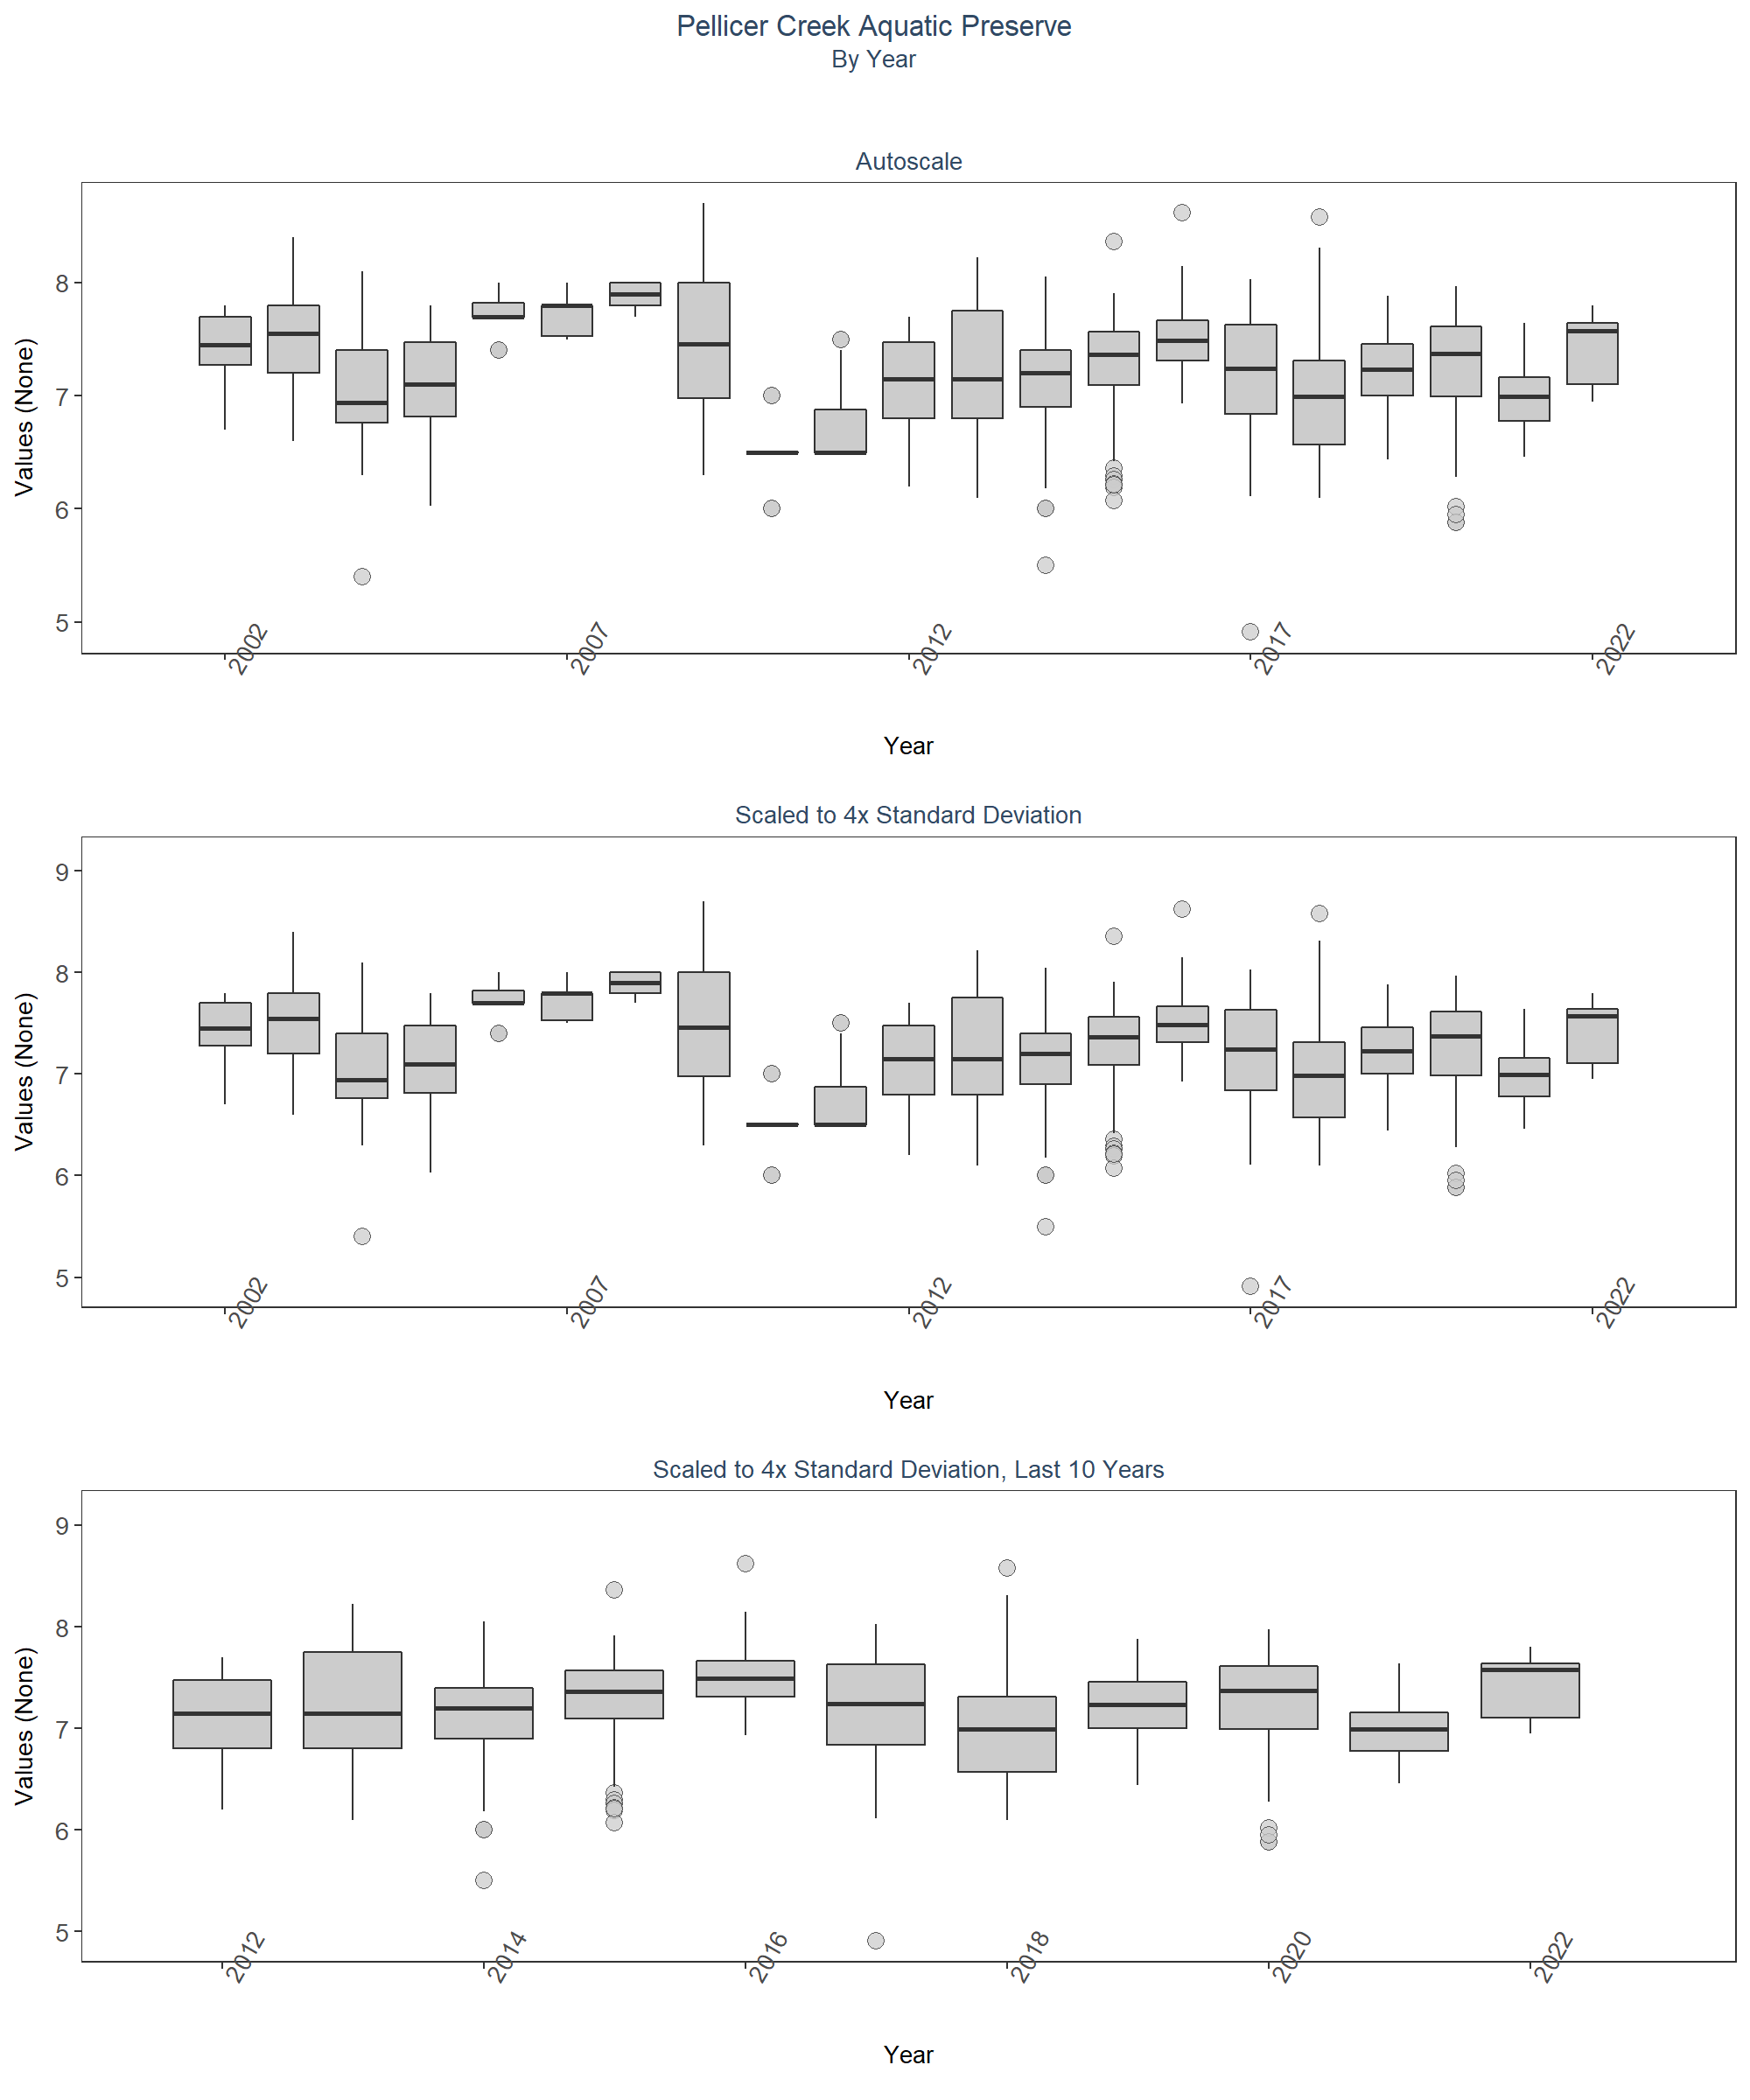 Pellicer Creek Aquatic Preserve
By Year
Autoscale
Values (None)
8
7
6
5
2002 2007 2012 2017 2022
Year
Scaled to 4x Standard Deviation
Values (None)
9
8
7
6
5
2002 2007 2012 2017 2022
Year
Scaled to 4x Standard Deviation, Last 10 Years
Values (None)
9
8
7
6
5
2012 2014 2016 2018 2020 2022
Year